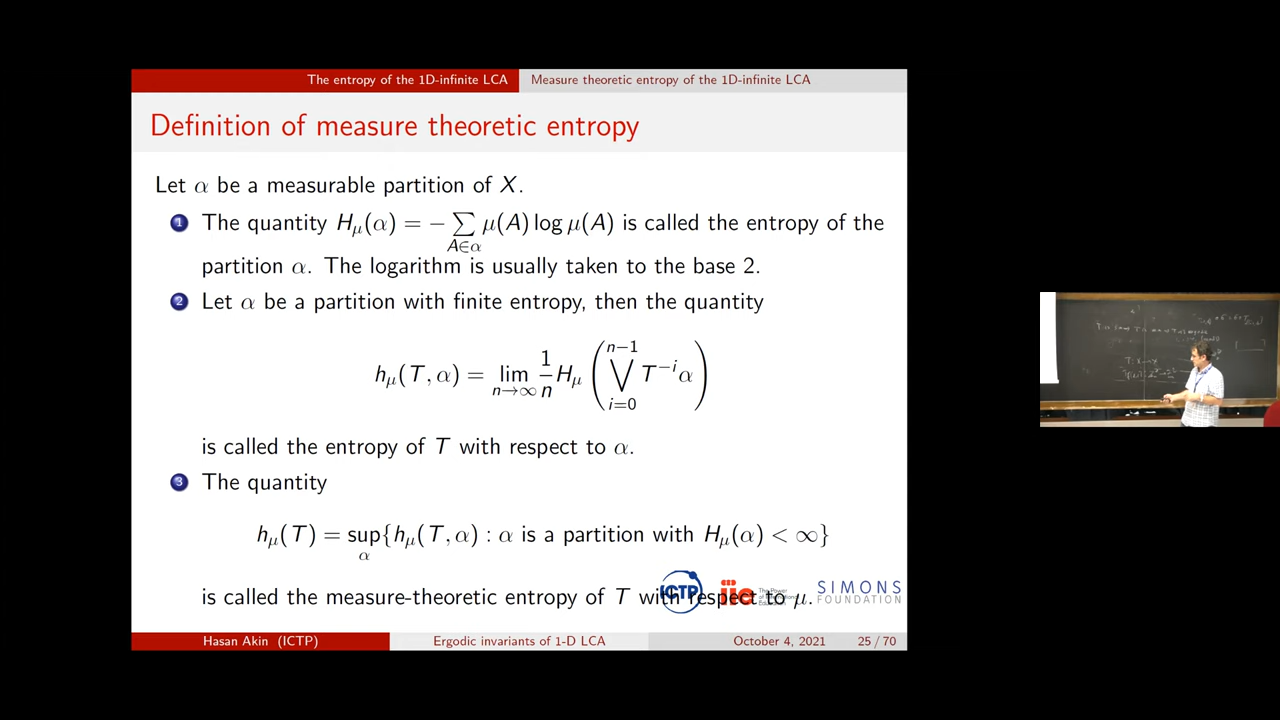 The entropy of the 1D-infinite LCA Measure theoretic entropy of the 1D-infinite LCA
Definition of measure theoretic entropy
Let α be a measurable partition of X.
1 The quantity H_μ(α) = − ∑_{A∈α} μ(A) log μ(A) is called the entropy of the
partition α. The logarithm is usually taken to the base 2.
2 Let α be a partition with finite entropy, then the quantity
h_μ(T, α) = lim_{n→∞} 1/n H_μ (⋁_{i=0}^{n−1} T^{−i}α)
is called the entropy of T with respect to α.
3 The quantity
h_μ(T) = sup_α {h_μ(T, α) : α is a partition with H_μ(α) < ∞}
is called the measure-theoretic entropy of T with respect to μ.
ICTP iic SIMONS FOUNDATION
Hasan Akin (ICTP) Ergodic invariants of 1-D LCA October 4, 2021 25 / 70